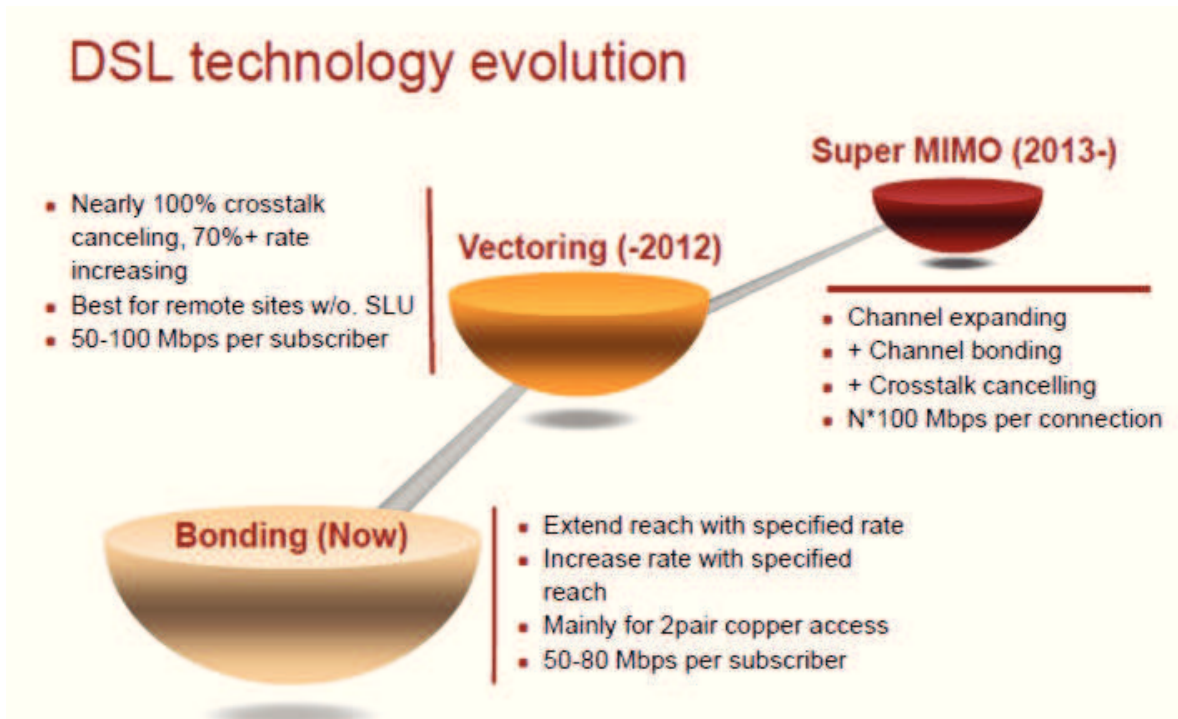 DSL technology evolution
Super MIMO (2013-)
▪ Nearly 100% crosstalk
canceling, 70%+ rate
increasing
▪ Best for remote sites w/o. SLU
▪ 50-100 Mbps per subscriber
Vectoring (-2012)
▪ Channel expanding
▪ + Channel bonding
▪ + Crosstalk cancelling
▪ N*100 Mbps per connection
Bonding (Now)
▪ Extend reach with specified rate
▪ Increase rate with specified
reach
▪ Mainly for 2pair copper access
▪ 50-80 Mbps per subscriber